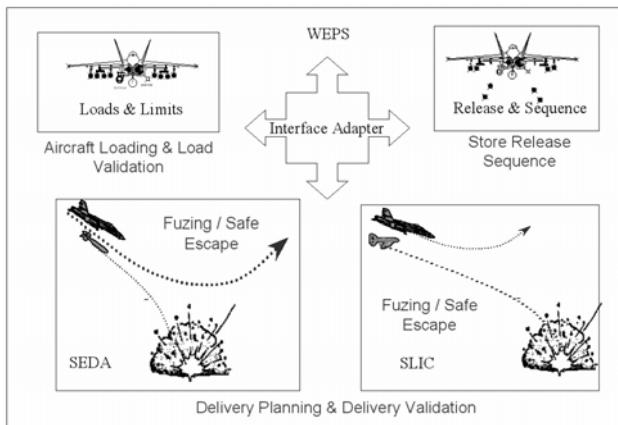 WEPS
Loads & Limits
Aircraft Loading & Load
Validation
Interface Adapter
Release & Sequence
Store Release
Sequence
Fuzing / Safe
Escape
SEDA
Fuzing / Safe
Escape
SLIC
Delivery Planning & Delivery Validation